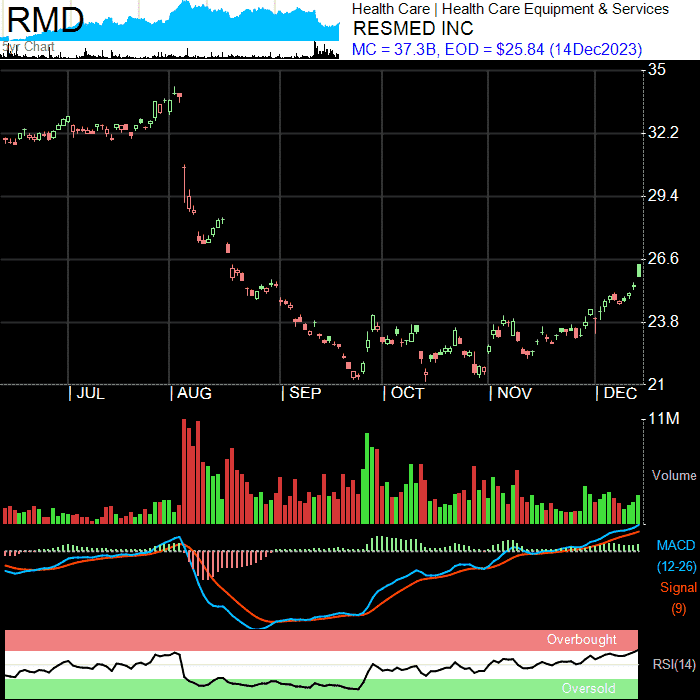 RMD
5yr Chart
Health Care | Health Care Equipment & Services
RESMED INC
MC = 37.3B, EOD = $25.84 (14Dec2023)
35
32.2
29.4
26.6
23.8
21
| JUL | AUG | SEP | OCT | NOV | DEC
11M
Volume
MACD
(12-26)
Signal
(9)
Overbought
RSI(14)
Oversold